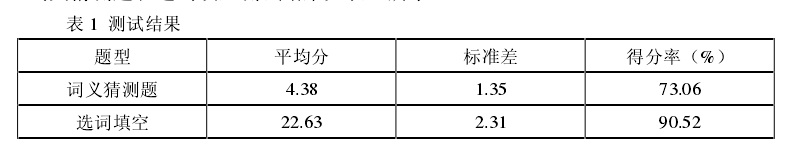 表 1 测试结果
题型 平均分 标准差 得分率（%）
词义猜测题 4.38 1.35 73.06
选词填空 22.63 2.31 90.52